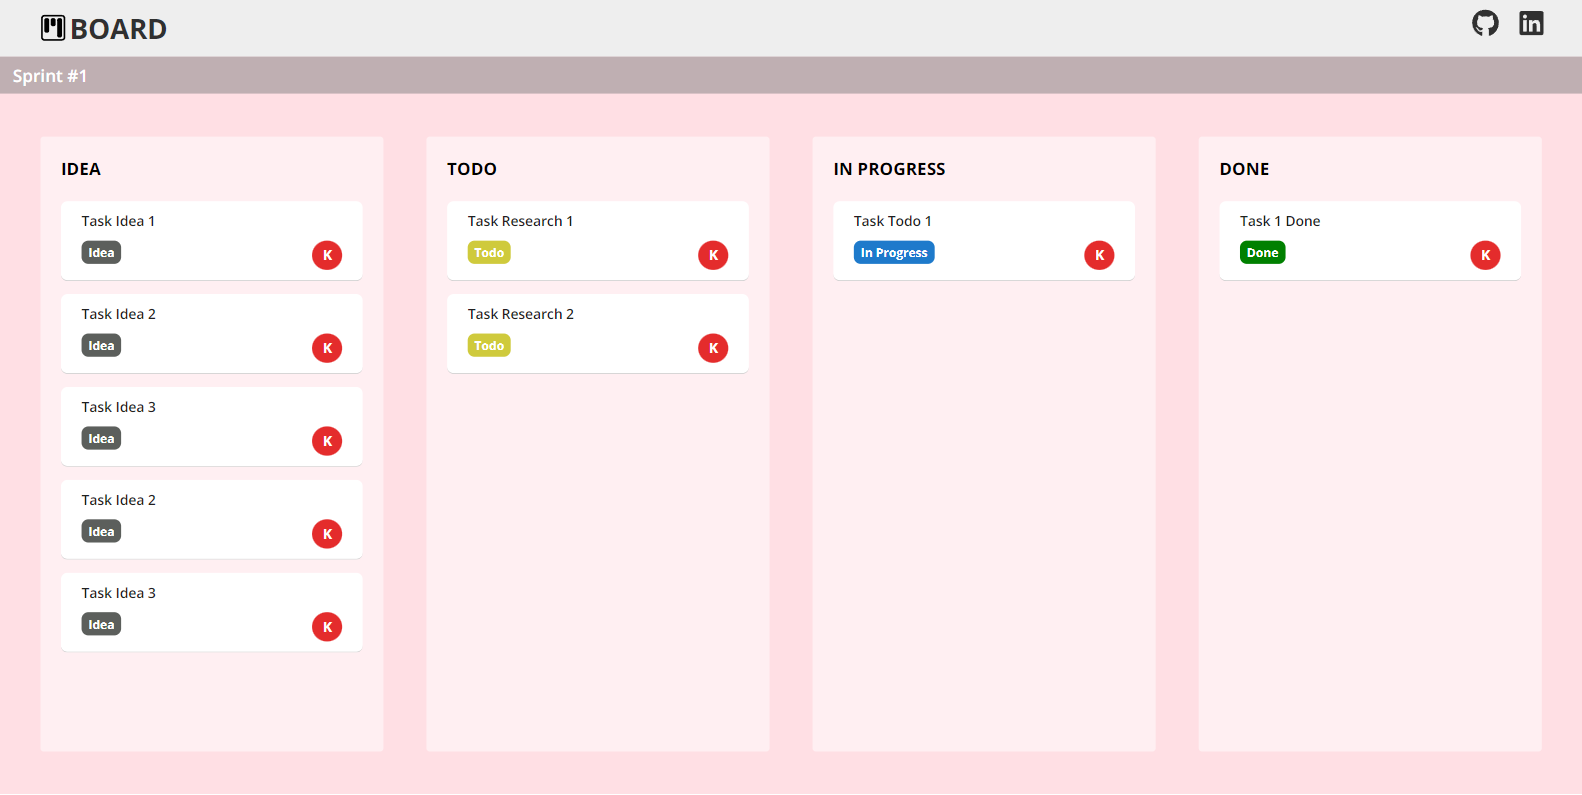 BOARD
Sprint #1
IDEA
Task Idea 1
Idea
K
Task Idea 2
Idea
K
Task Idea 3
Idea
K
Task Idea 2
Idea
K
Task Idea 3
Idea
K
TODO
Task Research 1
Todo
K
Task Research 2
Todo
K
IN PROGRESS
Task Todo 1
In Progress
K
DONE
Task 1 Done
Done
K